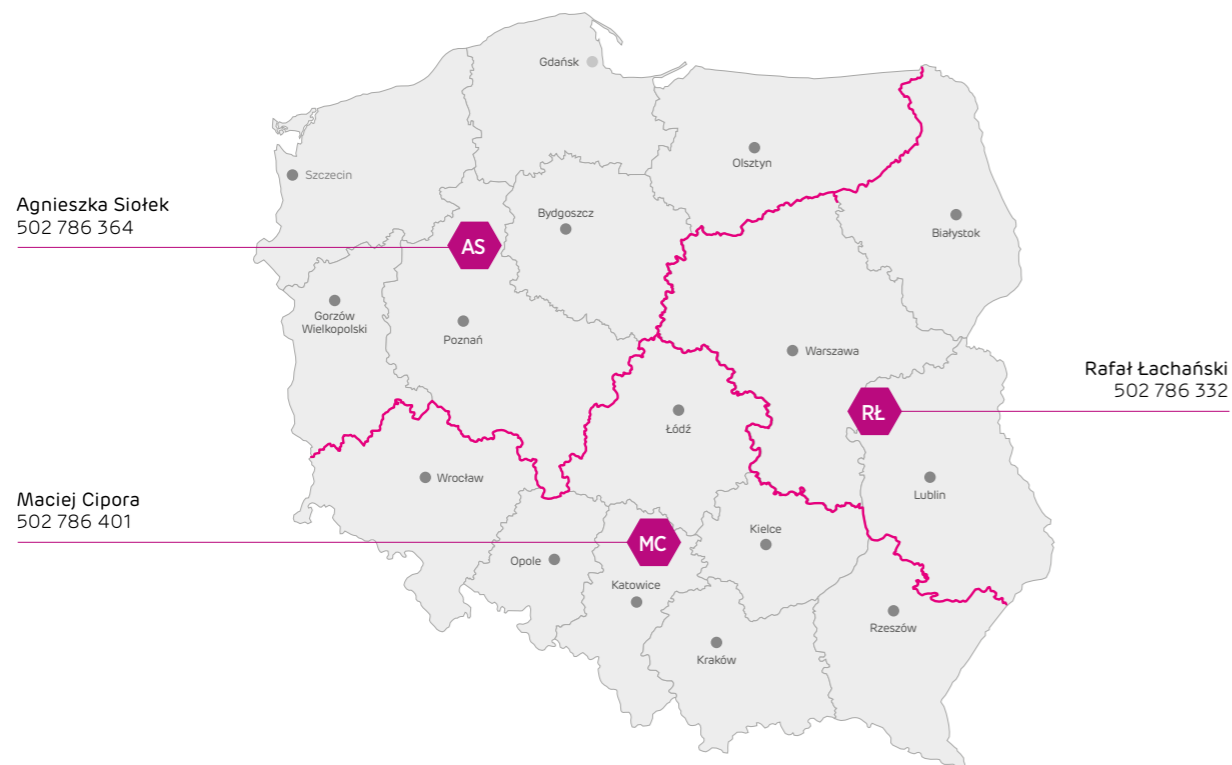 Gdańsk
Olsztyn
Szczecin
Agnieszka Siołek
502 786 364
AS
Bydgoszcz
Białystok
Gorzów
Wielkopolski
Poznań
Warszawa
Rafał Łachański
502 786 332
RŁ
Łódź
Wrocław
Lublin
Maciej Cipora
502 786 401
MC
Kielce
Opole
Katowice
Rzeszów
Kraków